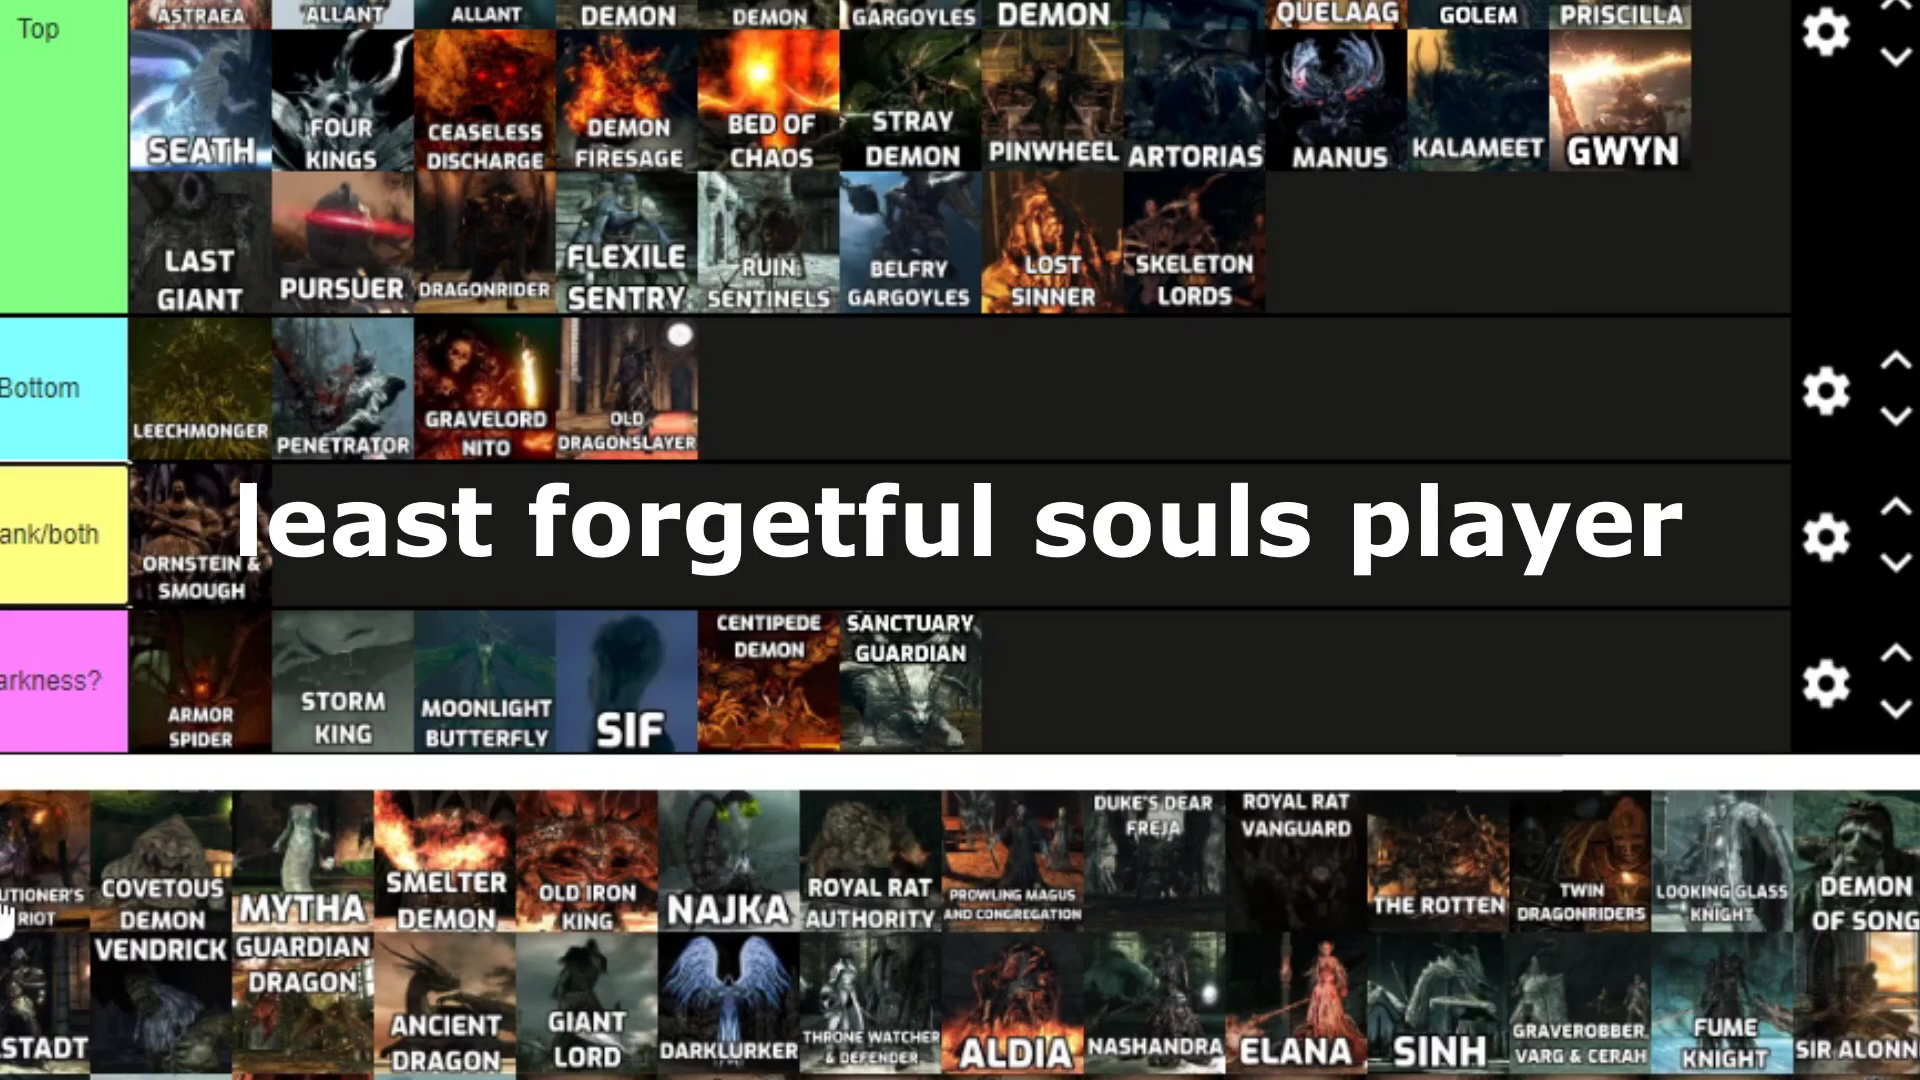 Top
ASTRAEA
ALLANT
ALLANT
DEMON
DEMON
GARGOYLES
DEMON
QUELAAG
GOLEM
PRISCILLA
SEATH
FOUR
KINGS
CEASELESS
DISCHARGE
DEMON
FIRESAGE
BED OF
CHAOS
STRAY
DEMON
PINWHEEL
ARTORIAS
MANUS
KALAMEET
GWYN
LAST
GIANT
PURSUER
DRAGONRIDER
FLEXILE
SENTRY
RUIN
SENTINELS
BELFRY
GARGOYLES
LOST
SINNER
SKELETON
LORDS
Bottom
LEECHMONGER
PENETRATOR
GRAVELORD
NITO
OLD
DRAGONSLAYER
ank/both
ORNSTEIN &
SMOUGH
least forgetful souls player
arkness?
ARMOR
SPIDER
STORM
KING
MOONLIGHT
BUTTERFLY
SIF
CENTIPEDE
DEMON
SANCTUARY
GUARDIAN
UTIONER'S
RIOT
COVETOUS
DEMON
MYTHA
SMELTER
DEMON
OLD IRON
KING
NAJKA
ROYAL RAT
AUTHORITY
PROWLING MAGUS
AND CONGREGATION
DUKE'S DEAR
FREJA
ROYAL RAT
VANGUARD
THE ROTTEN
TWIN
DRAGONRIDERS
LOOKING GLASS
KNIGHT
DEMON
OF SONG
STADT
VENDRICK
GUARDIAN
DRAGON
ANCIENT
DRAGON
GIANT
LORD
DARKLURKER
THRONE WATCHER
& DEFENDER
ALDIA
NASHANDRA
ELANA
SINH
GRAVEROBBER,
VARG & CERAH
FUME
KNIGHT
SIR ALONN